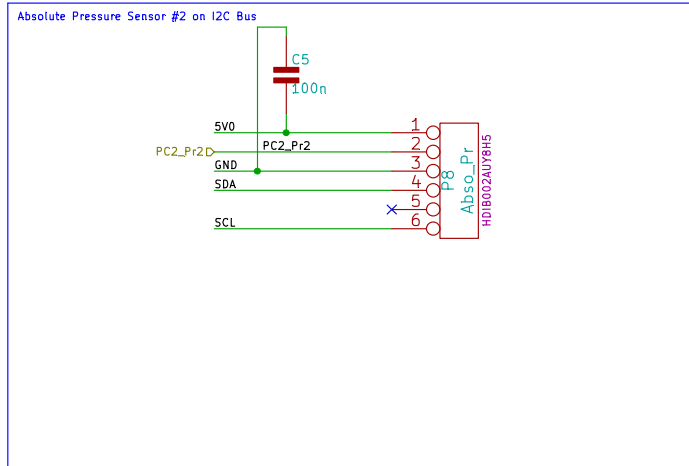 Absolute Pressure Sensor #2 on I2C Bus
C5
100n
5V0
1
PC2_Pr2
PC2_Pr2
2
GND
3
SDA
4
5
SCL
6
P8
Abso_Pr
HDIB002AUY8H5